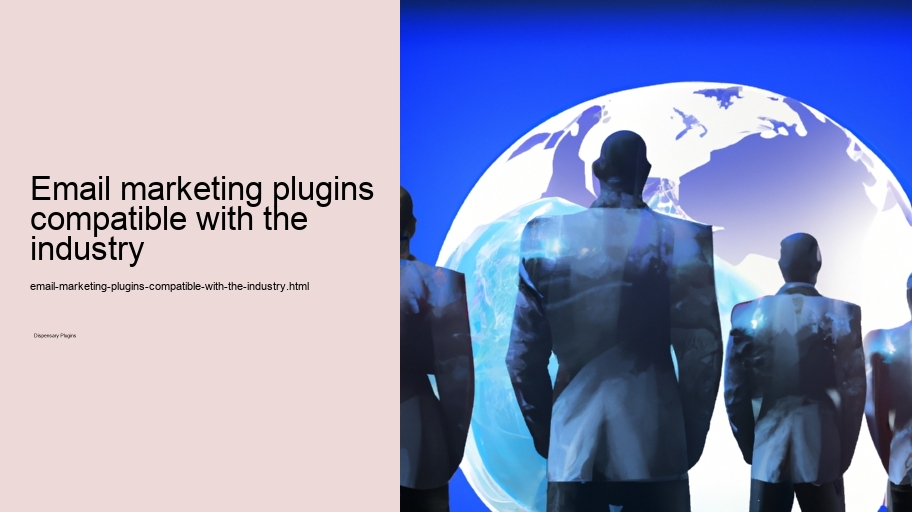 Email marketing plugins
compatible with the
industry
email-marketing-plugins-compatible-with-the-industry.html
Dispensary Plugins